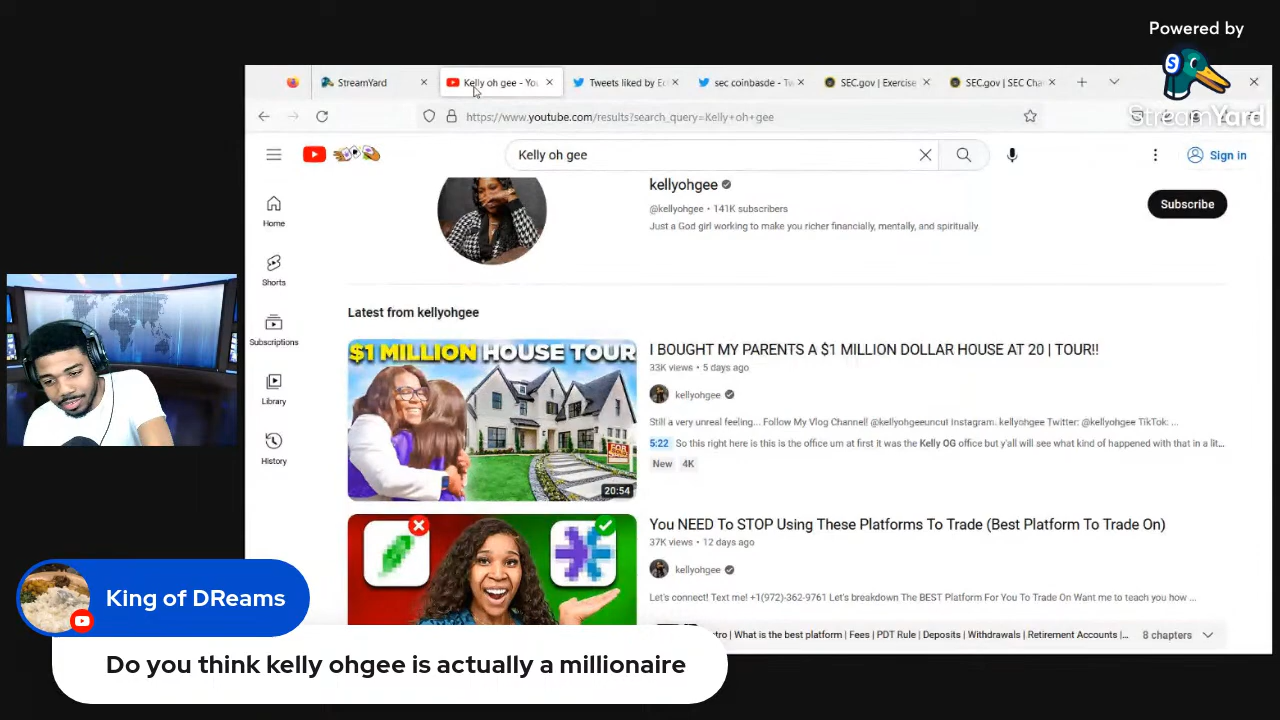 Powered by
StreamYard
StreamYard
Kelly oh gee - You
Tweets liked by Ec
sec coinbasde - Tw
SEC.gov | Exercise
SEC.gov | SEC Cha
https://www.youtube.com/results?search_query=Kelly+oh+gee
Kelly oh gee
Sign in
kellyohgee
@kellyohgee • 141K subscribers
Just a God girl working to make you richer financially, mentally, and spiritually
Subscribe
Home
Shorts
Subscriptions
Library
History
Latest from kellyohgee
$1 MILLION HOUSE TOUR
FOR
20:54
I BOUGHT MY PARENTS A $1 MILLION DOLLAR HOUSE AT 20 | TOUR!!
33K views • 5 days ago
kellyohgee
Still a very unreal feeling... Follow My Vlog Channel! @kellyohgeeuncut Instagram. kellyohgee Twitter: @kellyohgee TikTok: ...
5:22 So this right here is this is the office um at first it was the Kelly OG office but y'all will see what kind of happened with that in a lit...
New 4K
You NEED To STOP Using These Platforms To Trade (Best Platform To Trade On)
37K views • 12 days ago
kellyohgee
Let's connect! Text me! +1(972)-362-9761 Let's breakdown The BEST Platform For You To Trade On Want me to teach you how ...
tro | What is the best platform | Fees | PDT Rule | Deposits | Withdrawals | Retirement Accounts |...
8 chapters
King of DReams
Do you think kelly ohgee is actually a millionaire